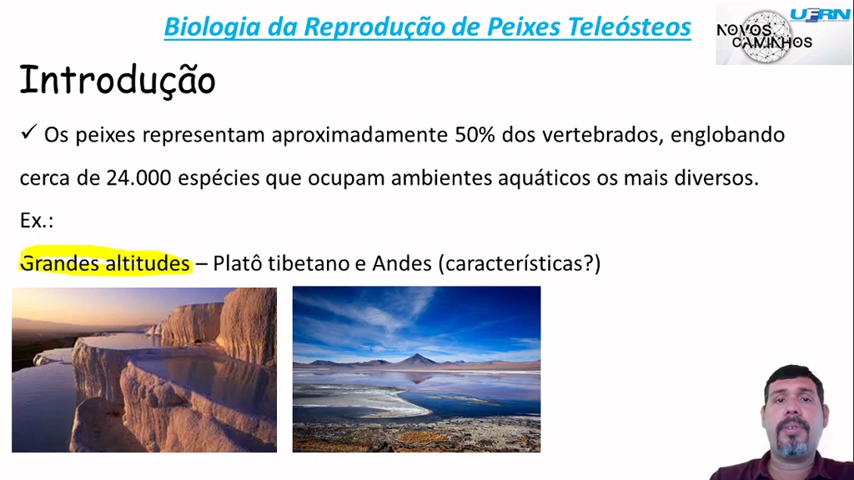 Biologia da Reprodução de Peixes Teleósteos
UFRN
NOVOS
CAMINHOS
Introdução
✓ Os peixes representam aproximadamente 50% dos vertebrados, englobando
cerca de 24.000 espécies que ocupam ambientes aquáticos os mais diversos.
Ex.:
Grandes altitudes – Platô tibetano e Andes (características?)